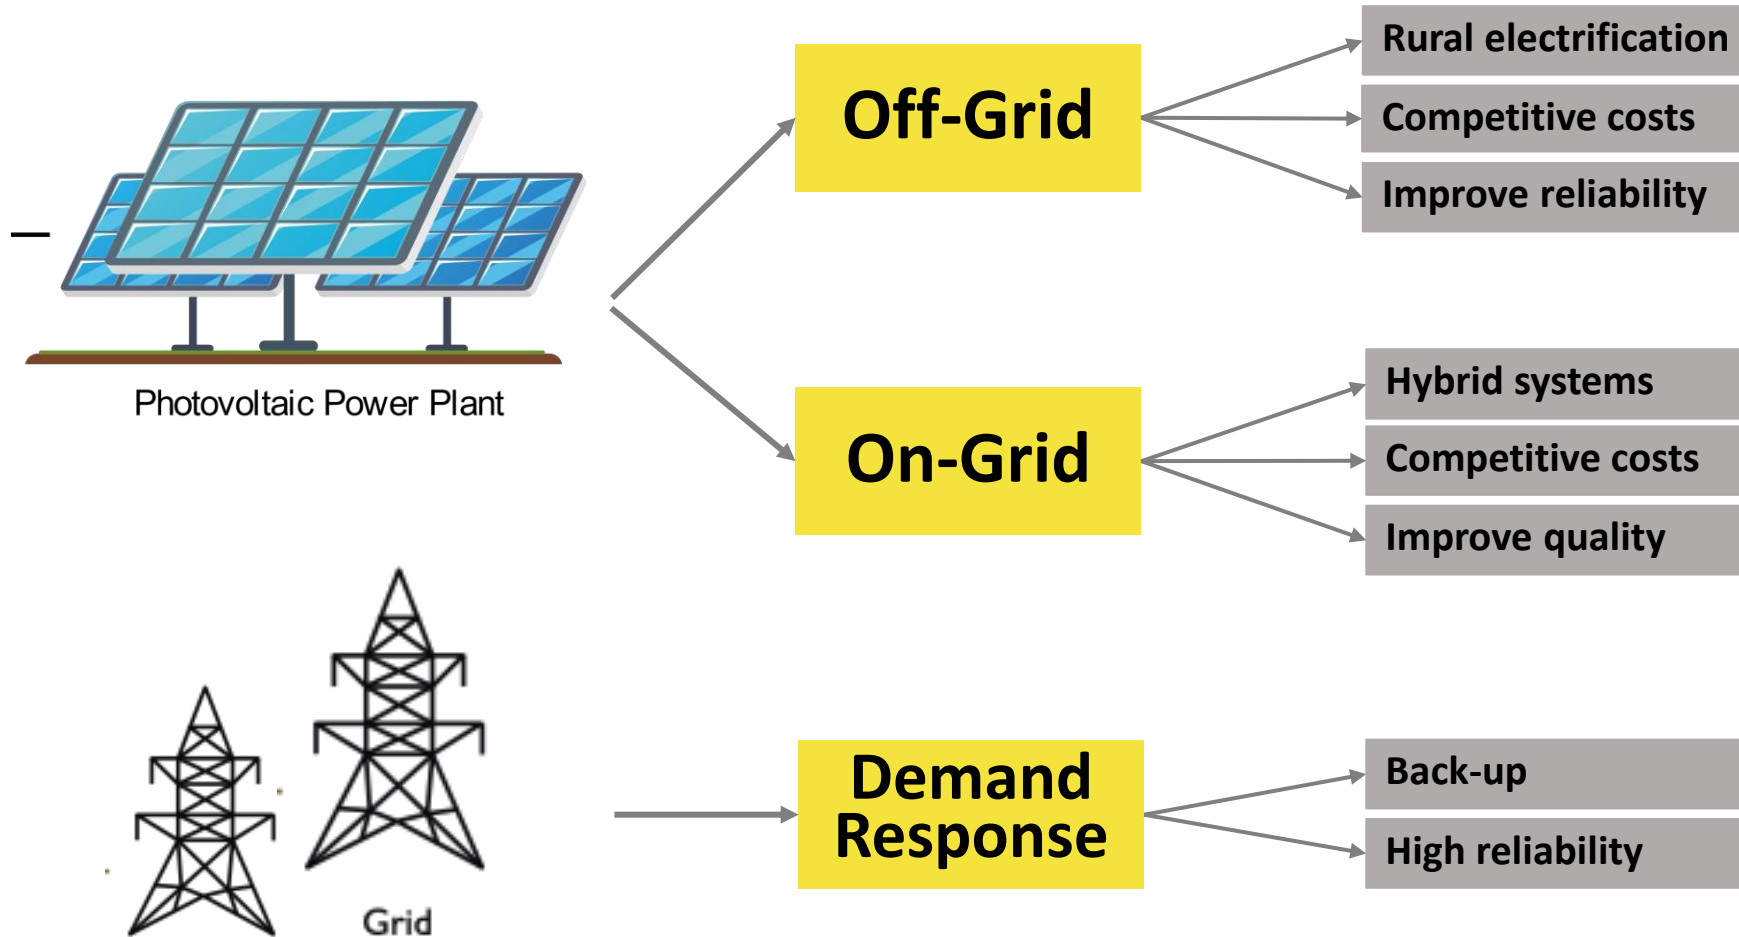 Rural electrification
Off-Grid
Competitive costs
Improve reliability
Photovoltaic Power Plant
Hybrid systems
On-Grid
Competitive costs
Improve quality
Demand
Response
Back-up
High reliability
Grid